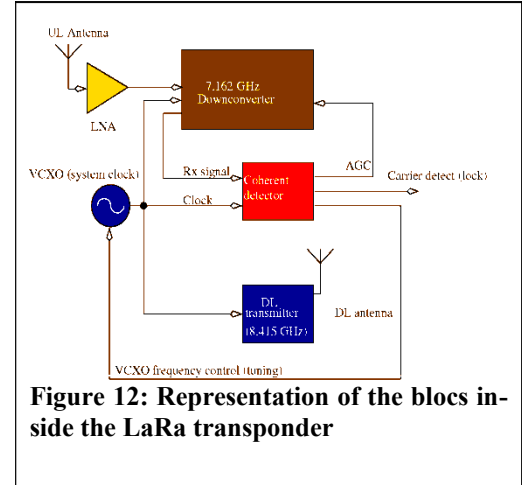 UL Antenna
7.162 GHz
Downconverter
LNA
AGC
Rx signal
VCXO (system clock)
Coherent
detector
Carrier detect (lock)
Clock
DL
transmitter
(8.415 GHz)
DL antenna
VCXO frequency control (tuning)
Figure 12: Representation of the blocs in-
side the LaRa transponder